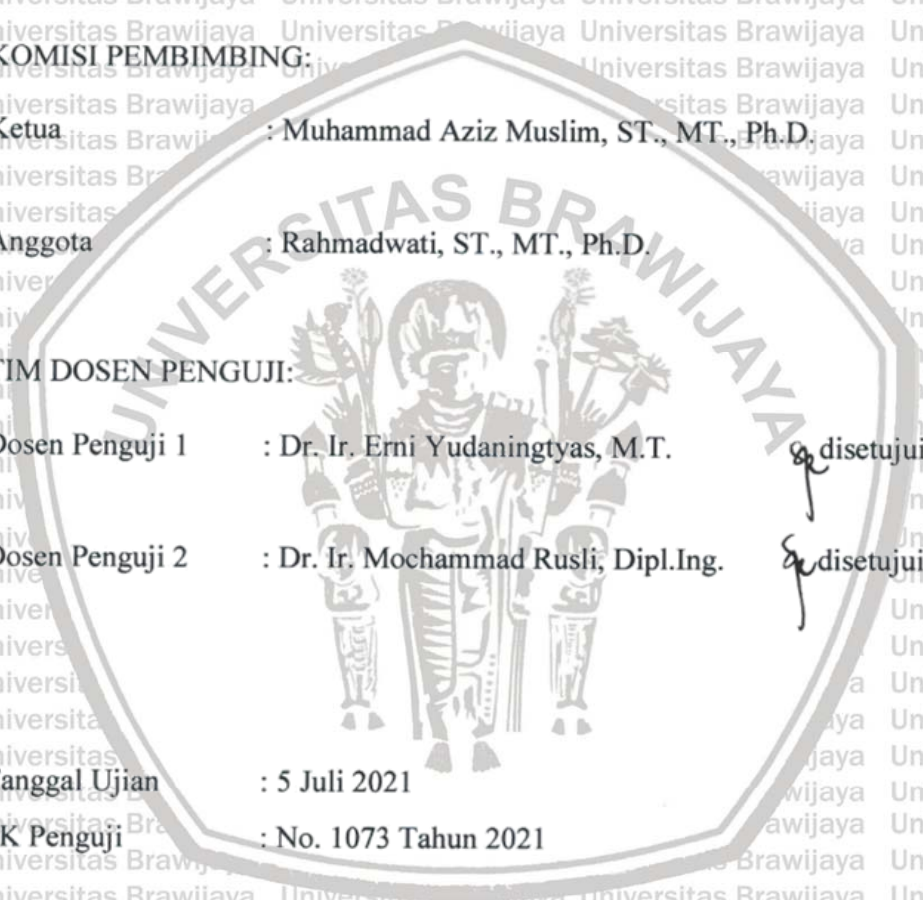 KOMISI PEMBIMBING:
Ketua : Muhammad Aziz Muslim, ST., MT., Ph.D.
Anggota : Rahmadwati, ST., MT., Ph.D.
UNIVERSITAS BRAWIJAYA
TIM DOSEN PENGUJI:
Dosen Penguji 1 : Dr. Ir. Erni Yudaningtyas, M.T. disetujui
Dosen Penguji 2 : Dr. Ir. Mochammad Rusli, Dipl.Ing. disetujui
Tanggal Ujian : 5 Juli 2021
SK Penguji : No. 1073 Tahun 2021